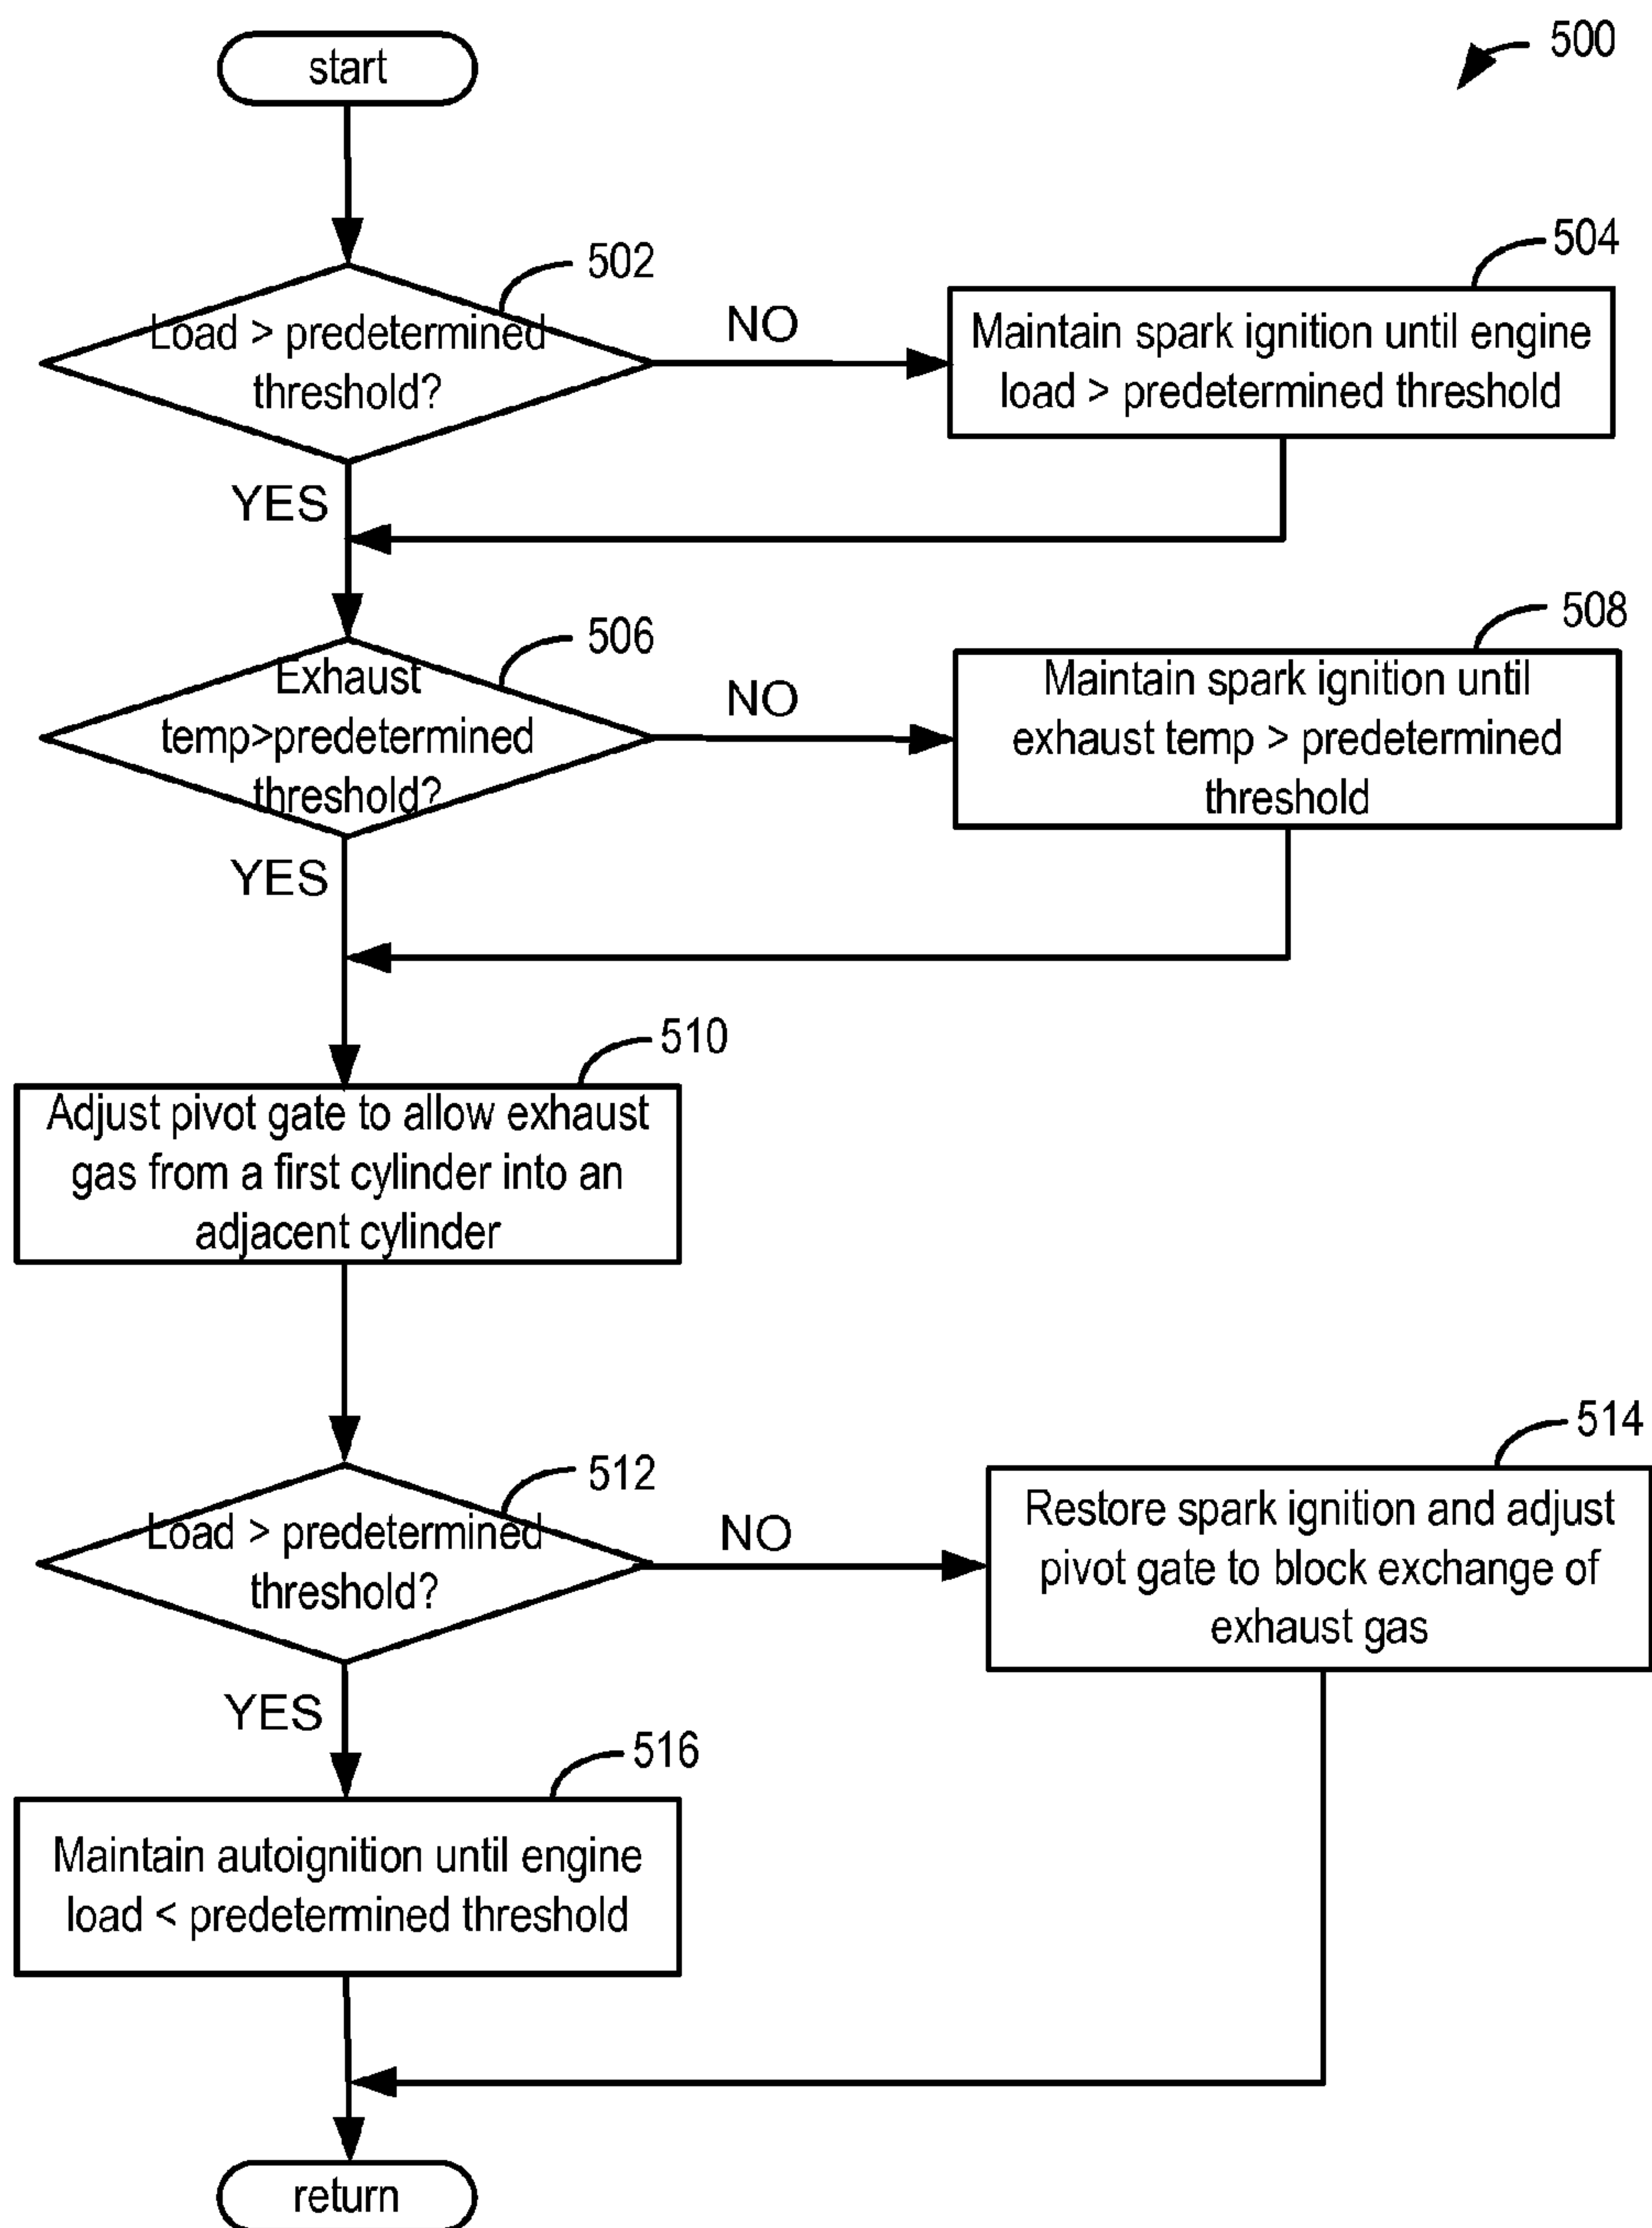 start
500
502
Load > predetermined
threshold?
NO
504
Maintain spark ignition until engine
load > predetermined threshold
YES
506
Exhaust
temp>predetermined
threshold?
NO
508
Maintain spark ignition until
exhaust temp > predetermined
threshold
YES
510
Adjust pivot gate to allow exhaust
gas from a first cylinder into an
adjacent cylinder
512
Load > predetermined
threshold?
NO
514
Restore spark ignition and adjust
pivot gate to block exchange of
exhaust gas
YES
516
Maintain autoignition until engine
load < predetermined threshold
return